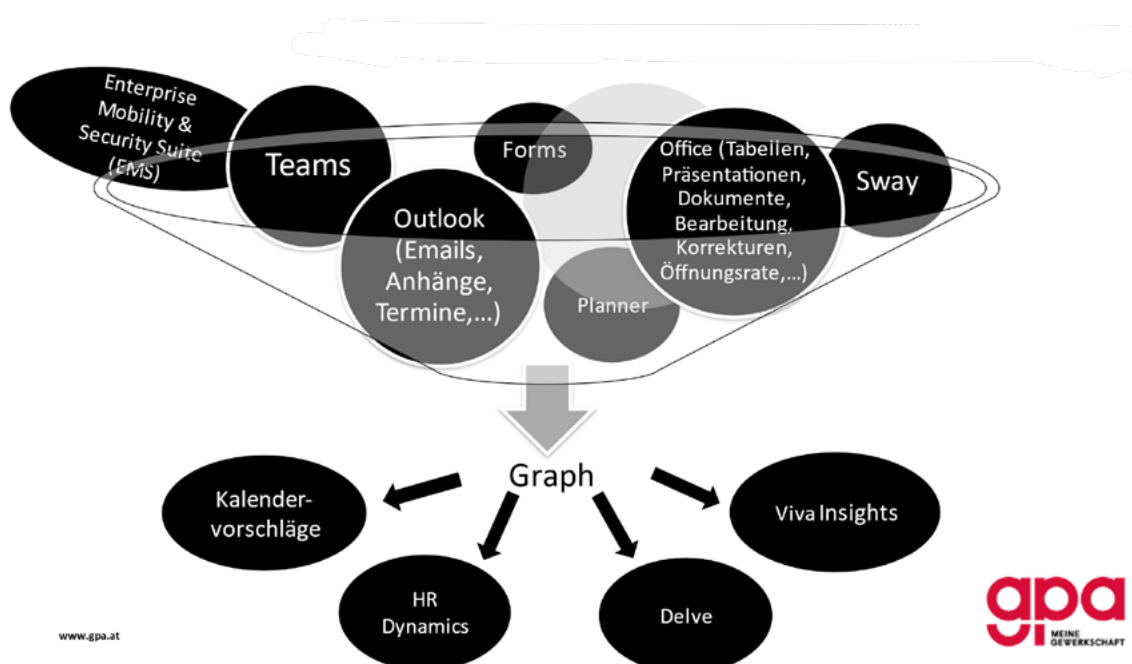 Enterprise
Mobility &
Security Suite
(EMS)
Teams
Forms
Office (Tabellen,
Präsentationen,
Dokumente,
Bearbeitung,
Korrekturen,
Öffnungsrate,...)
Sway
Outlook
(Emails,
Anhänge,
Termine,...)
Planner
Graph
Kalender-
vorschläge
HR
Dynamics
Delve
Viva Insights
www.gpa.at
gpa
MEINE
GEWERKSCHAFT